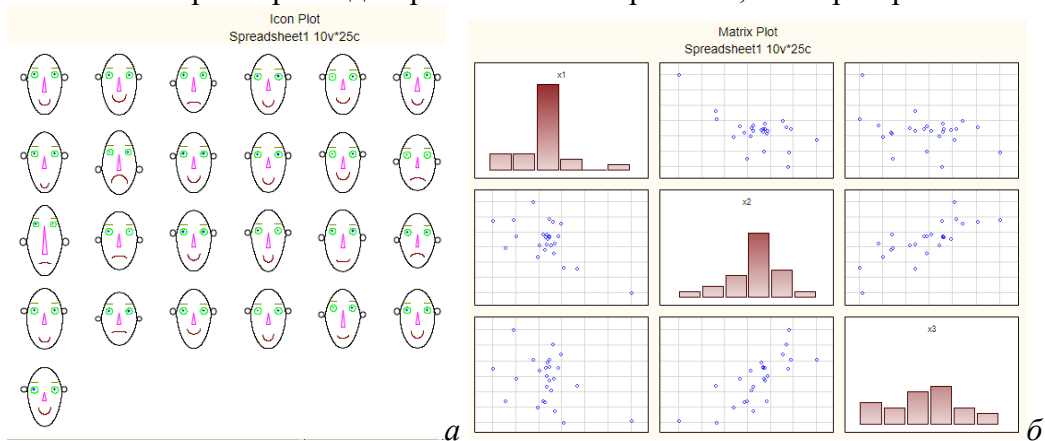 Icon Plot
Spreadsheet1 10v*25c
Matrix Plot
Spreadsheet1 10v*25c
x1
x2
x3
а
б